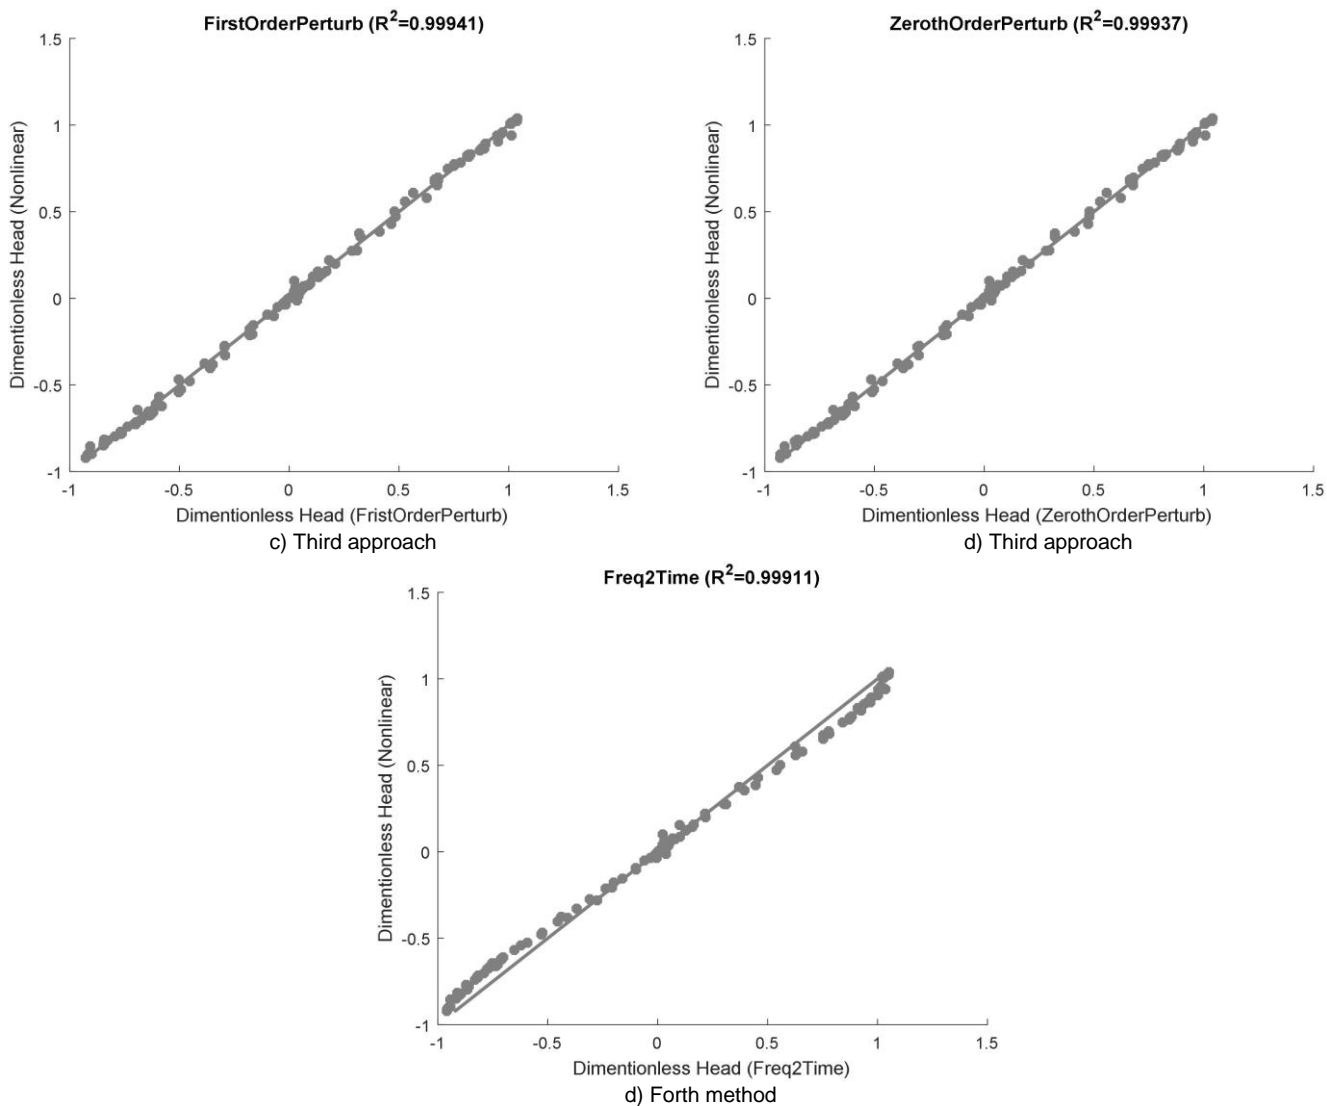 FirstOrderPerturb (R²=0.99941)
1.5
1
0.5
0
-0.5
-1
Dimentionless Head (Nonlinear)
-1 -0.5 0 0.5 1 1.5
Dimentionless Head (FristOrderPerturb)
c) Third approach
ZerothOrderPerturb (R²=0.99937)
1.5
1
0.5
0
-0.5
-1
Dimentionless Head (Nonlinear)
-1 -0.5 0 0.5 1 1.5
Dimentionless Head (ZerothOrderPerturb)
d) Third approach
Freq2Time (R²=0.99911)
1.5
1
0.5
0
-0.5
-1
Dimentionless Head (Nonlinear)
-1 -0.5 0 0.5 1 1.5
Dimentionless Head (Freq2Time)
d) Forth method